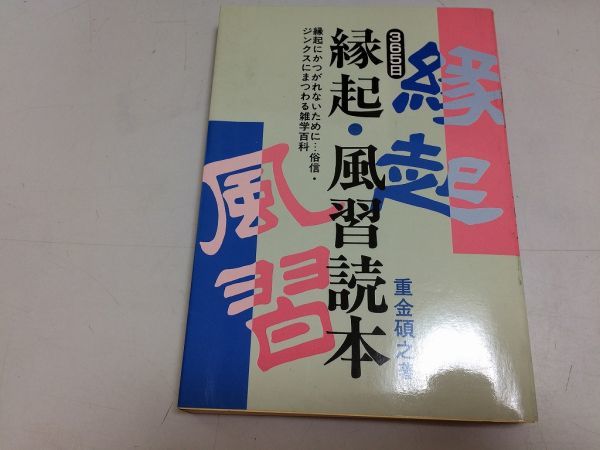 縁起
365日
縁起・風習読本
縁起にかつがれないために…俗信・
ジンクスにまつわる雑学百科
風習
重金碩之著